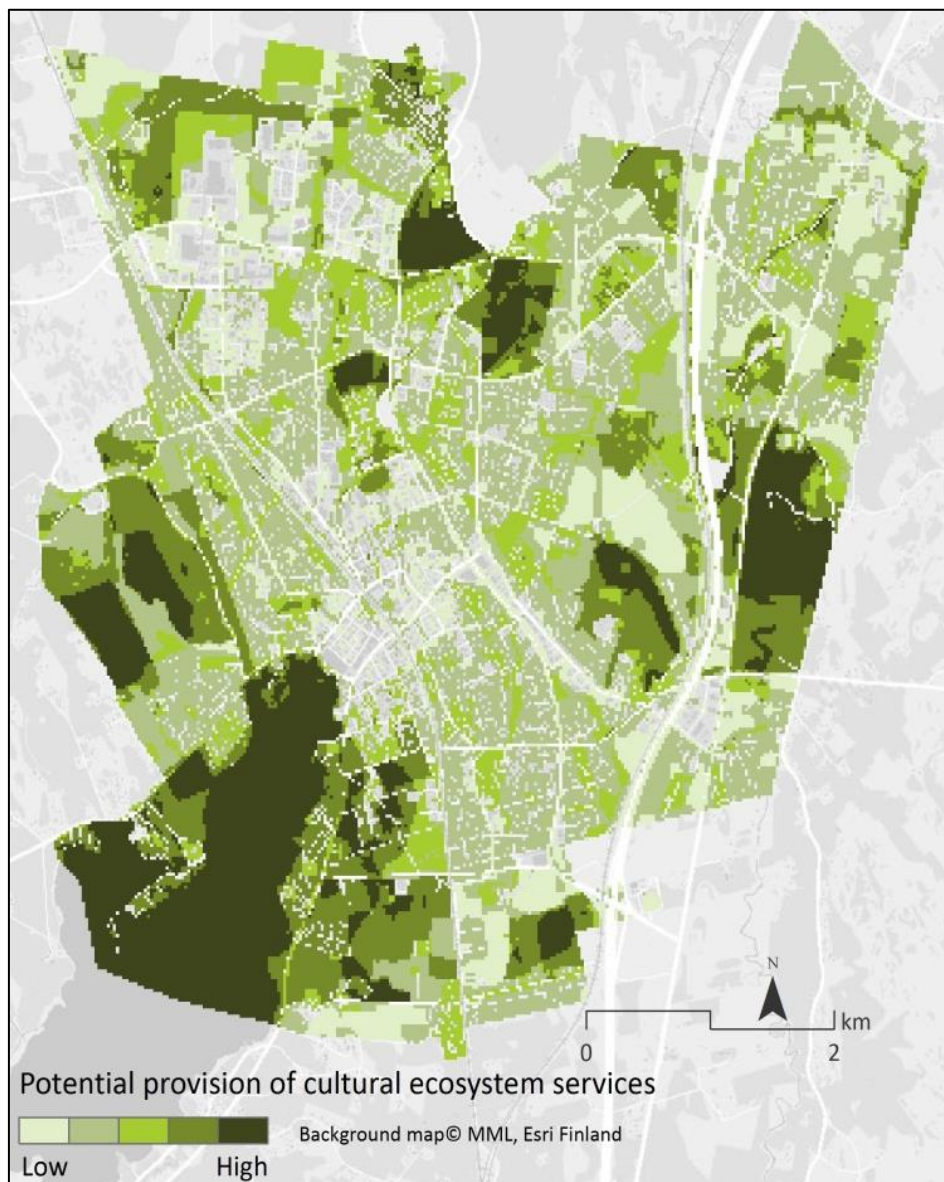 N
km
0 2
Potential provision of cultural ecosystem services
Background map© MML, Esri Finland
Low High